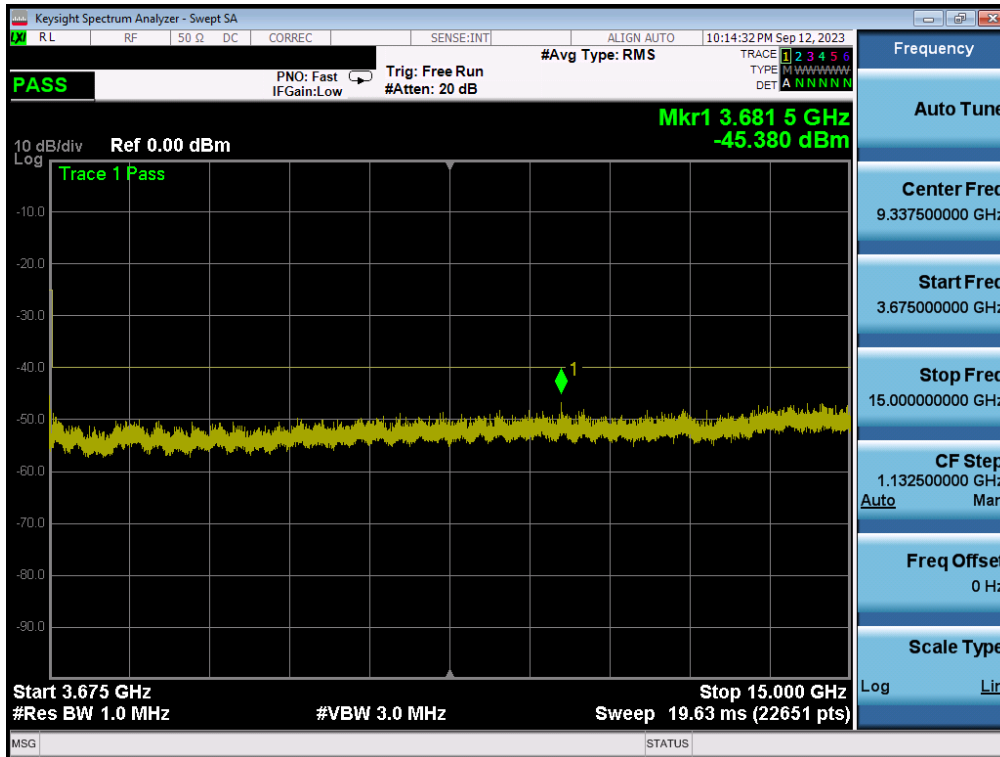 Keysight Spectrum Analyzer - Swept SA
LXI RL RF 50 Ω DC CORREC SENSE:INT ALIGN AUTO 10:14:32 PM Sep 12, 2023
PASS
PNO: Fast
IFGain:Low
Trig: Free Run
#Atten: 20 dB
#Avg Type: RMS
TRACE 1 2 3 4 5 6
TYPE M WWWWW
DET A N N N N N
Mkr1 3.681 5 GHz
-45.380 dBm
10 dB/div Ref 0.00 dBm
Log
Trace 1 Pass
-10.0
-20.0
-30.0
-40.0
-50.0
-60.0
-70.0
-80.0
-90.0
1
Start 3.675 GHz Stop 15.000 GHz
#Res BW 1.0 MHz #VBW 3.0 MHz Sweep 19.63 ms (22651 pts)
MSG STATUS
Frequency
Auto Tune
Center Freq
9.337500000 GHz
Start Freq
3.675000000 GHz
Stop Freq
15.000000000 GHz
CF Step
1.132500000 GHz
Auto Man
Freq Offset
0 Hz
Scale Type
Log Lin